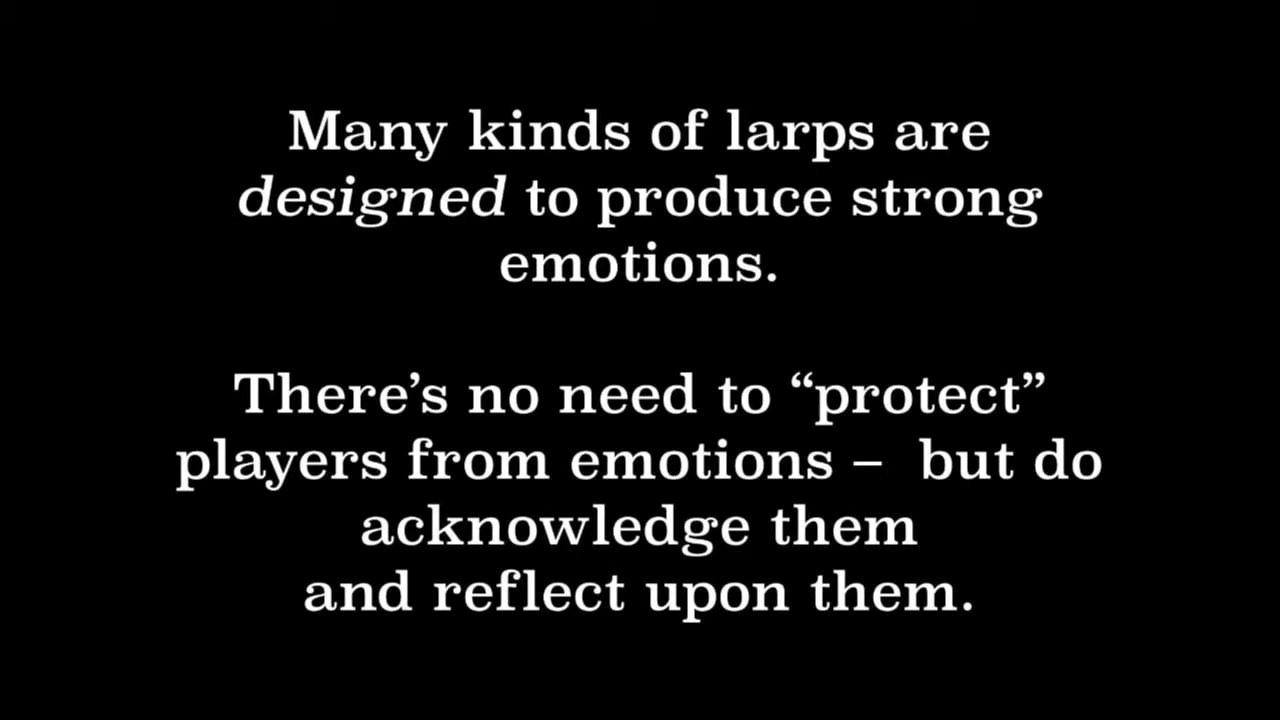 Many kinds of larps are
designed to produce strong
emotions.
There’s no need to “protect”
players from emotions –  but do
acknowledge them
and reflect upon them.